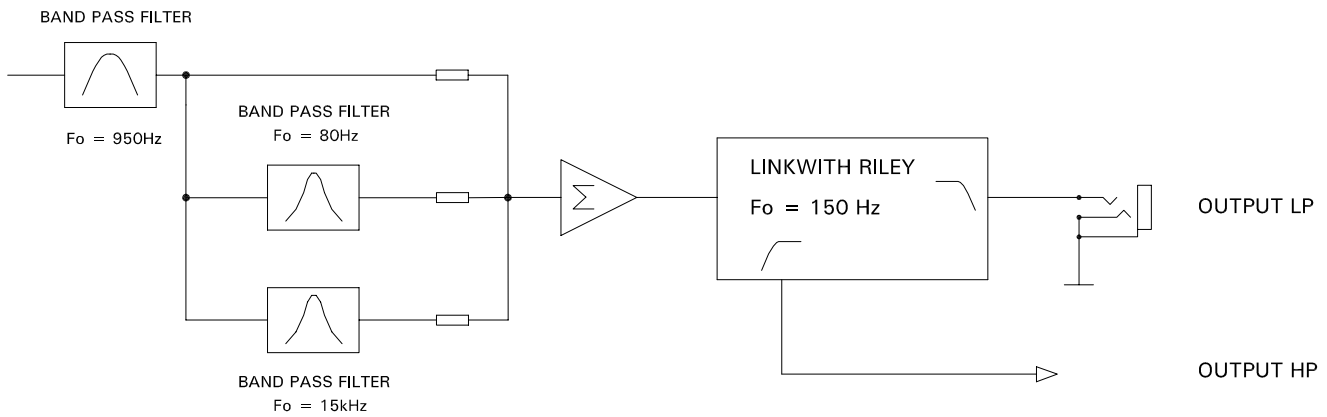 BAND PASS FILTER
Fo = 950Hz
BAND PASS FILTER
Fo = 80Hz
BAND PASS FILTER
Fo = 15kHz
Σ
LINKWITH RILEY
Fo = 150 Hz
OUTPUT LP
OUTPUT HP